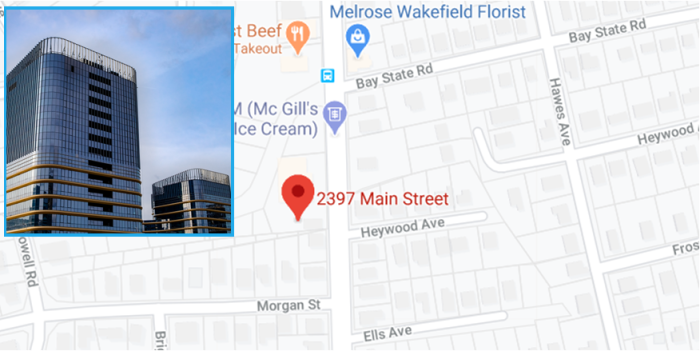 Melrose Wakefield Florist
st Beef
Takeout
Bay State Rd
Bay State Rd
M (Mc Gill's
Ice Cream)
Hawes Ave
Heywood
2397 Main Street
Heywood Ave
owell Rd
Fros
Morgan St
Bri
Ells Ave